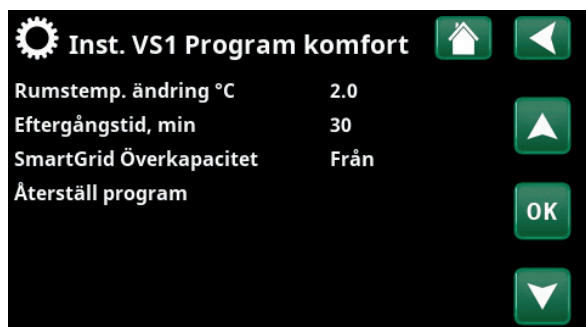 Inst. VS1 Program komfort
Rumstemp. ändring °C 2.0
Eftergångstid, min 30
SmartGrid Överkapacitet Från
Återställ program
OK